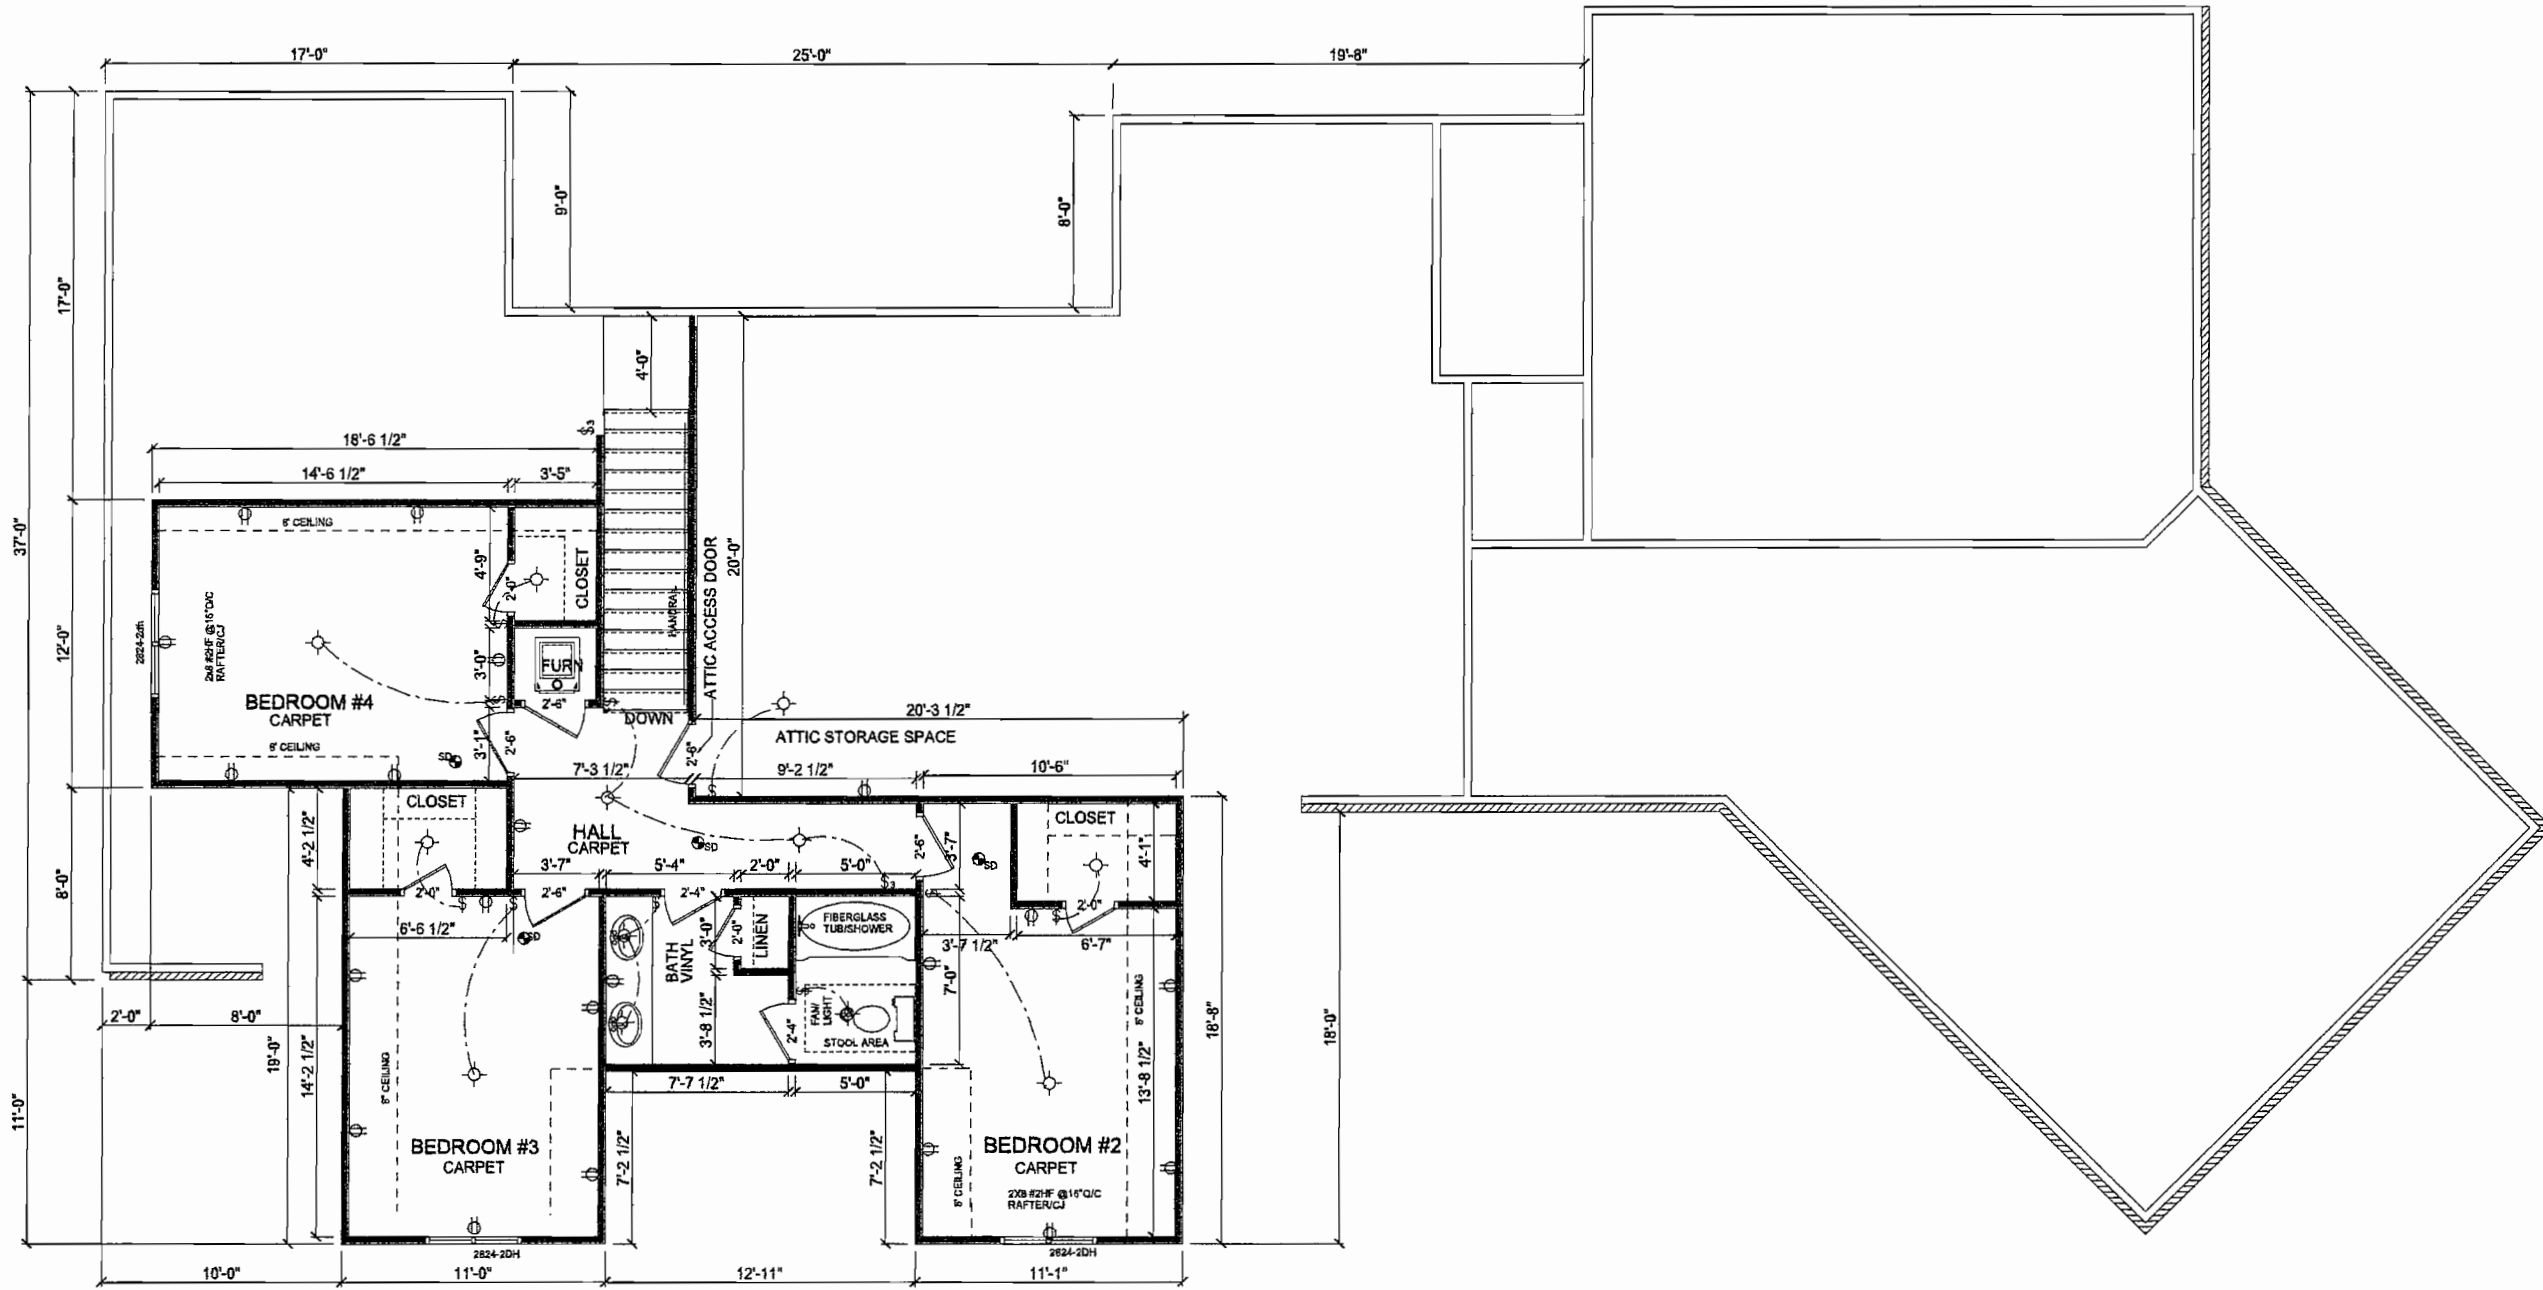 17'-0"
25'-0"
19'-8"
9'-0"
8'-0"
17'-0"
37'-0"
4'-0"
$3
18'-6 1/2"
14'-6 1/2"
3'-5"
6' CEILING
4'-9"
2'-0"
CLOSET
20'-0"
ATTIC ACCESS DOOR
HANDRAIL
12'-0"
2824-2dh
2X8 #2HF @16"O/C
RAFTER/CJ
3'-0"
FURN
2'-6"
BEDROOM #4
CARPET
DOWN
20'-3 1/2"
ATTIC STORAGE SPACE
6' CEILING
SD
3'-1"
2'-6"
2'-6"
7'-3 1/2"
9'-2 1/2"
10'-6"
CLOSET
4'-2 1/2"
HALL
CARPET
SD
2'-6"
3'-7"
SD
CLOSET
4'-1"
8'-0"
3'-7"
5'-4"
2'-0"
5'-0"
$3
2'-0"
2'-6"
2'-4"
2'-0"
6'-6 1/2"
SD
BATH
VINYL
3'-0"
2'-0"
LINEN
FIBERGLASS
TUB/SHOWER
3'-7 1/2"
6'-7"
7'-0"
6' CEILING
2'-0"
8'-0"
19'-0"
14'-2 1/2"
3'-8 1/2"
2'-4"
FAN/
LIGHT
STOOL AREA
18'-8"
18'-0"
13'-8 1/2"
6' CEILING
7'-7 1/2"
5'-0"
11'-0"
BEDROOM #3
CARPET
7'-2 1/2"
7'-2 1/2"
BEDROOM #2
CARPET
6' CEILING
2X8 #2HF @16"O/C
RAFTER/CJ
2824-2DH
2824-2DH
10'-0"
11'-0"
12'-11"
11'-1"